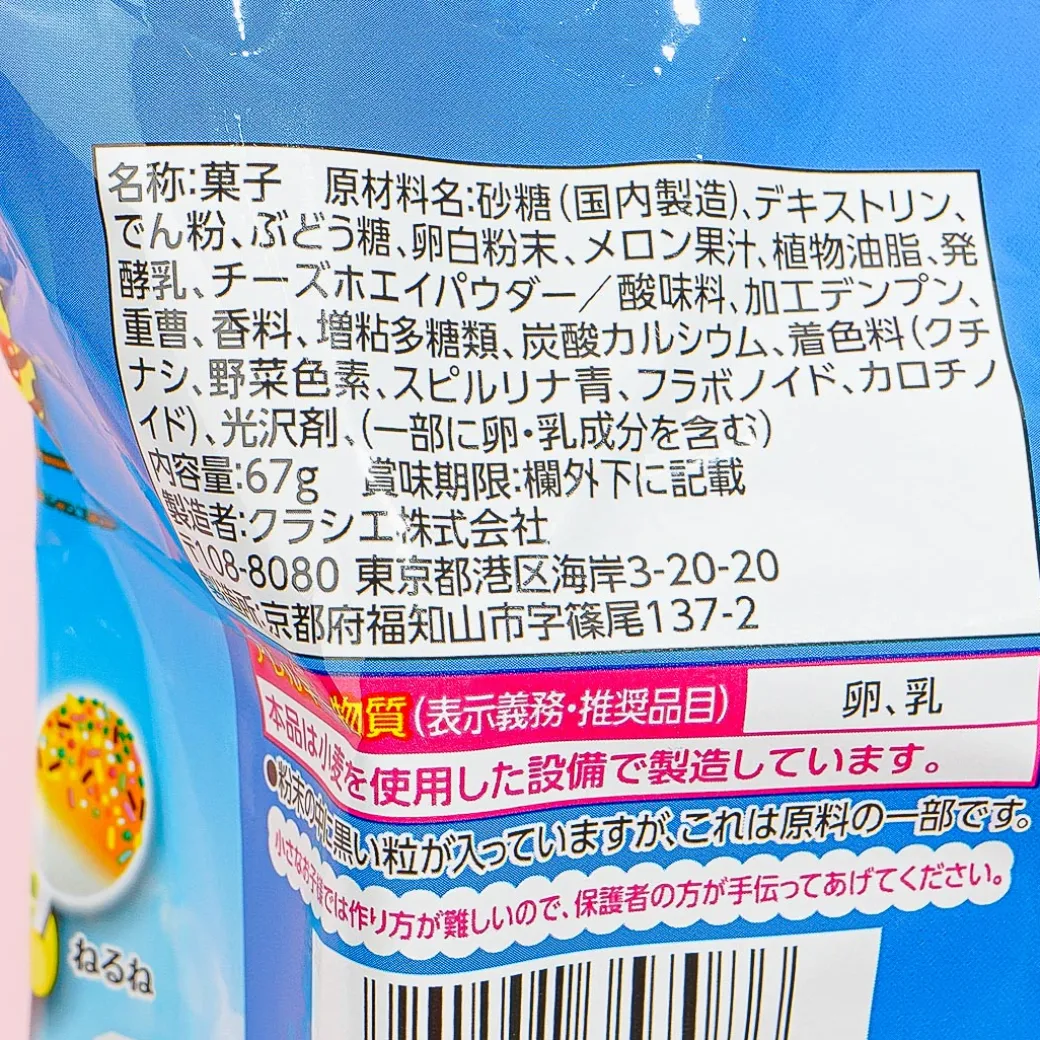 名称:菓子　原材料名:砂糖(国内製造)、デキストリン、
でん粉、ぶどう糖、卵白粉末、メロン果汁、植物油脂、発
酵乳、チーズホエイパウダー／酸味料、加工デンプン、
重曹、香料、増粘多糖類、炭酸カルシウム、着色料(クチ
ナシ、野菜色素、スピルリナ青、フラボノイド、カロチノ
イド)、光沢剤、(一部に卵・乳成分を含む)
内容量:67g　賞味期限:欄外下に記載
製造者:クラシエ株式会社
〒108-8080 東京都港区海岸3-20-20
製造所:京都府福知山市字篠尾137-2
物質(表示義務・推奨品目)　卵、乳
本品は小麦を使用した設備で製造しています。
●粉末の中に黒い粒が入っていますが、これは原料の一部です。
小さなお子様では作り方が難しいので、保護者の方が手伝ってあげてください。
ねるね